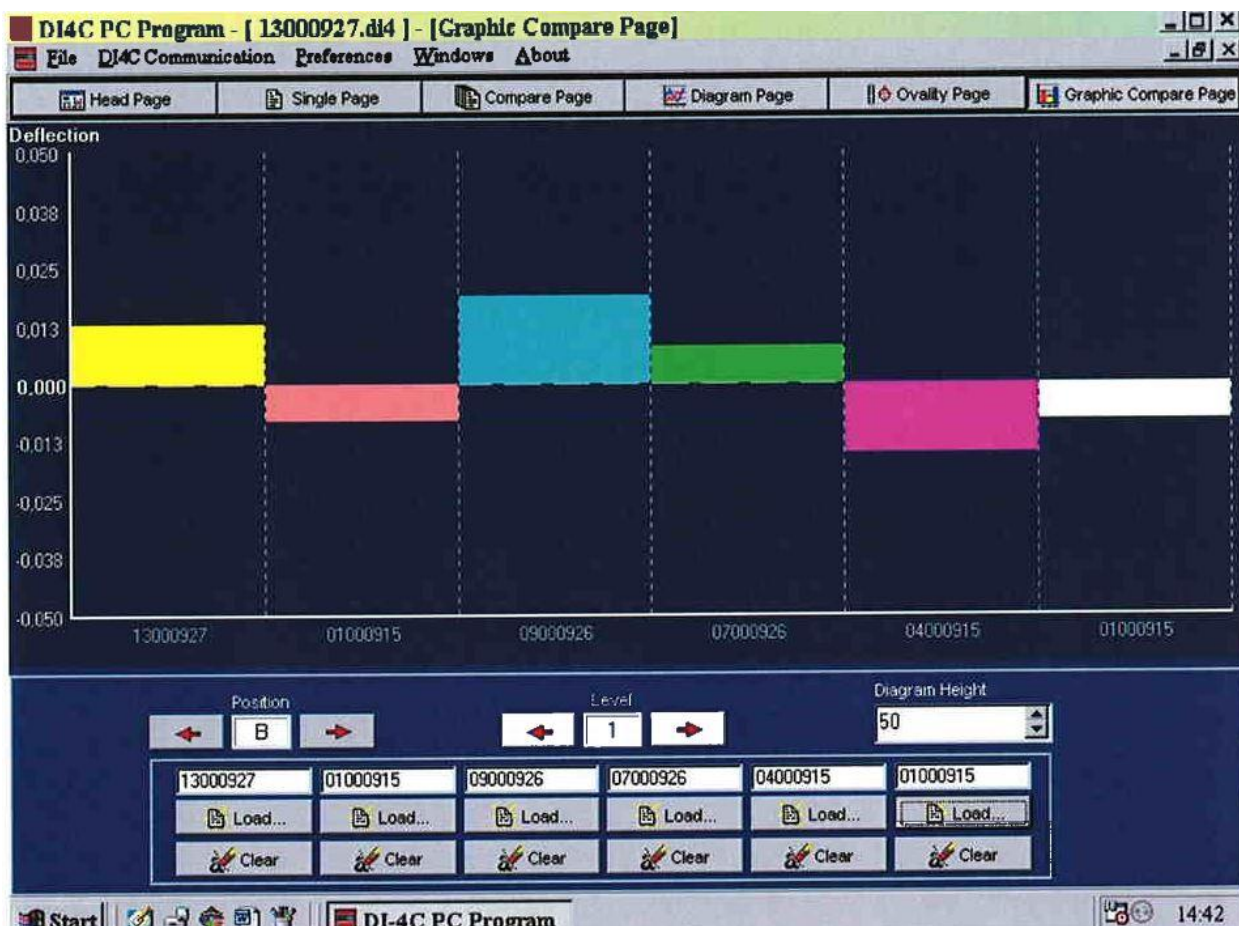 DI4C PC Program - [ 13000927.di4 ] - [Graphic Compare Page]
File DI4C Communication Preferences Windows About
Head Page Single Page Compare Page Diagram Page Ovality Page Graphic Compare Page
Deflection
0,050
0,038
0,025
0,013
0,000
-0,013
-0,025
-0,038
-0,050
13000927 01000915 09000926 07000926 04000915 01000915
Position Level Diagram Height
B 1 50
13000927 01000915 09000926 07000926 04000915 01000915
Load... Load... Load... Load... Load... Load...
Clear Clear Clear Clear Clear Clear
Start DI-4C PC Program 14:42